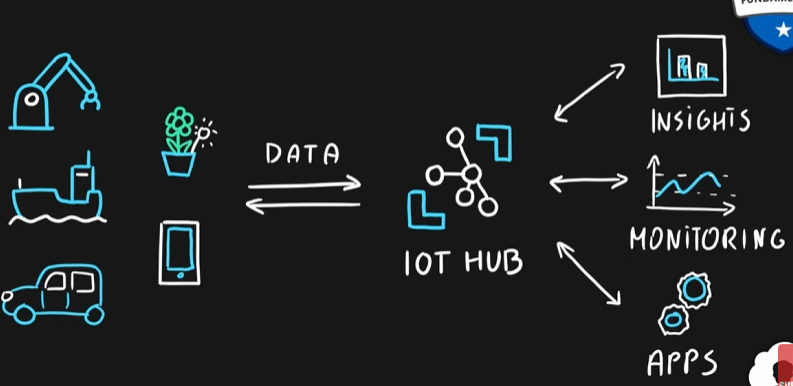 DATA
IOT HUB
INSIGHTS
MONITORING
APPS